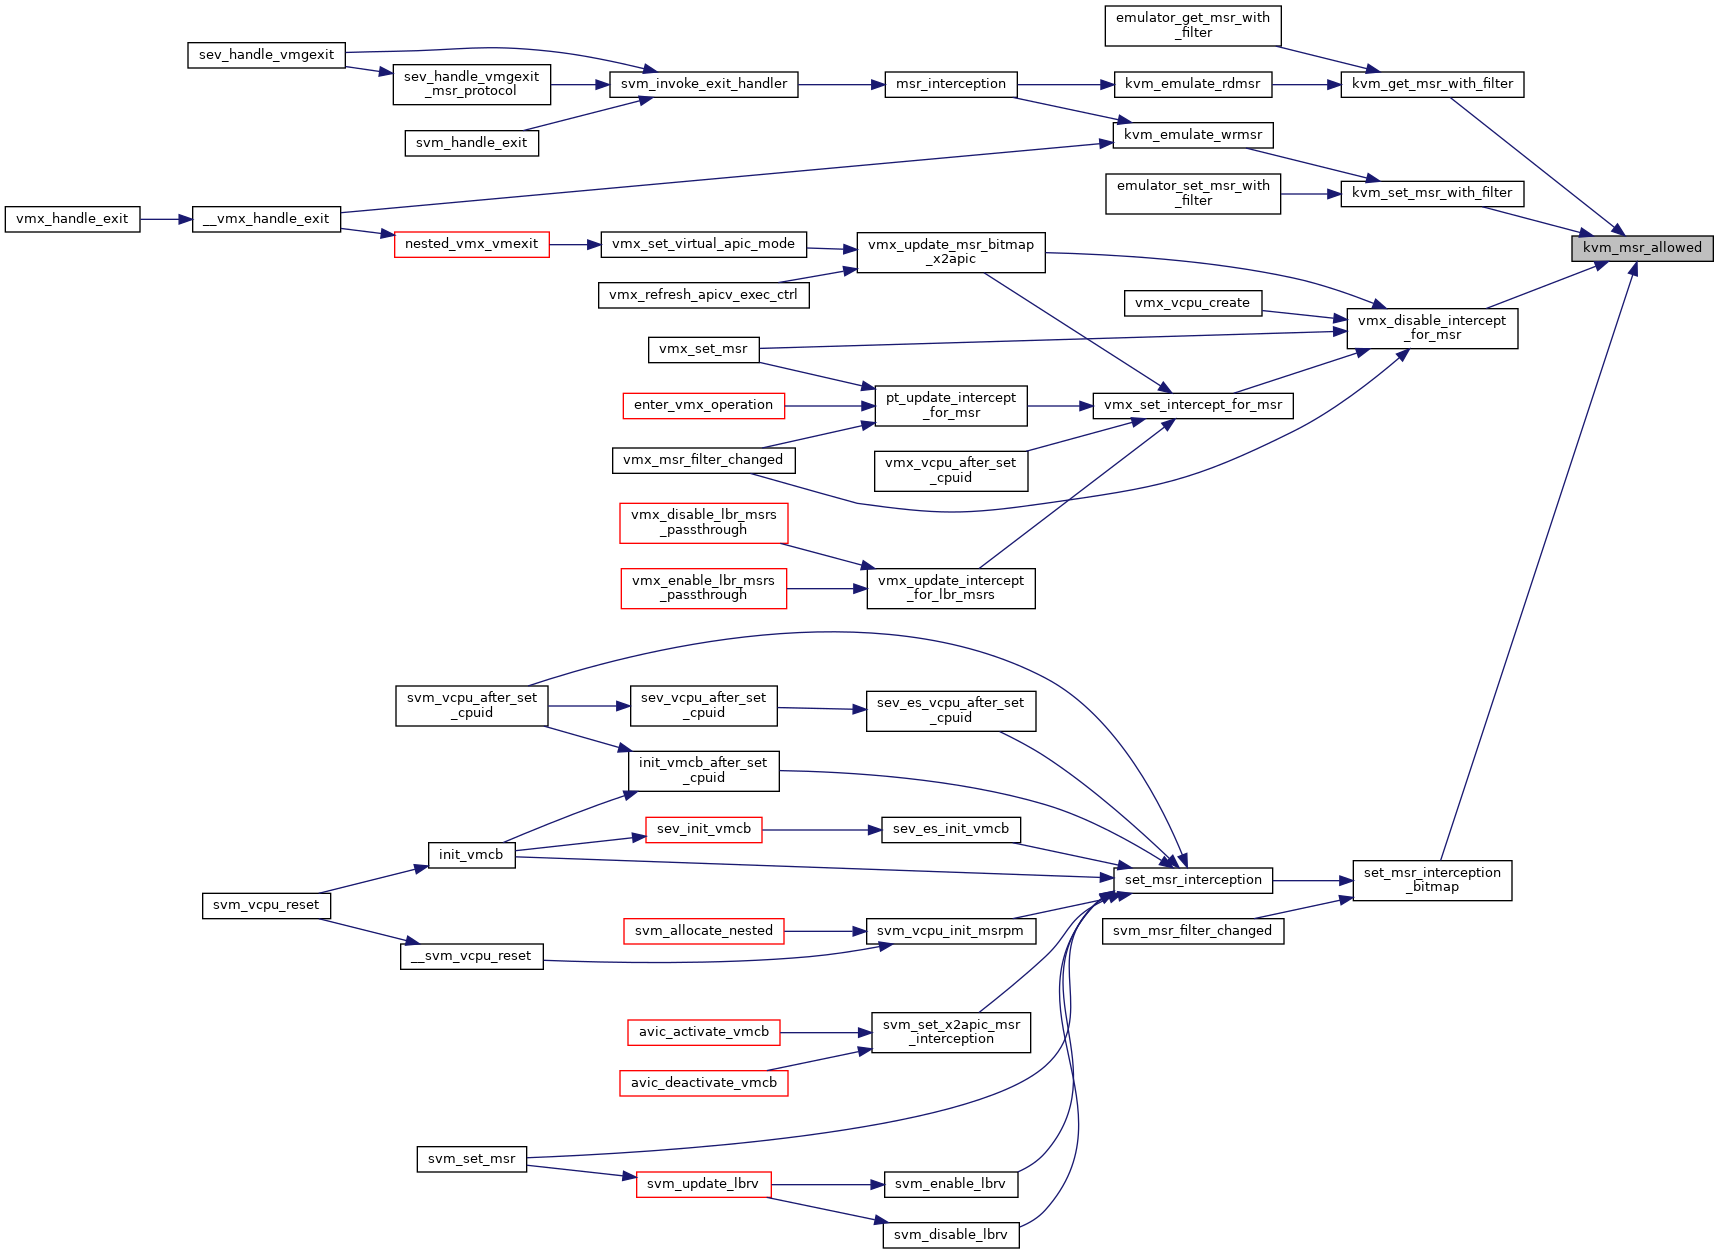 emulator_get_msr_with
_filter
sev_handle_vmgexit
sev_handle_vmgexit
_msr_protocol
svm_invoke_exit_handler
msr_interception
kvm_emulate_rdmsr
kvm_get_msr_with_filter
svm_handle_exit
kvm_emulate_wrmsr
emulator_set_msr_with
_filter
kvm_set_msr_with_filter
vmx_handle_exit
__vmx_handle_exit
nested_vmx_vmexit
vmx_set_virtual_apic_mode
vmx_update_msr_bitmap
_x2apic
kvm_msr_allowed
vmx_refresh_apicv_exec_ctrl
vmx_vcpu_create
vmx_disable_intercept
_for_msr
vmx_set_msr
enter_vmx_operation
pt_update_intercept
_for_msr
vmx_set_intercept_for_msr
vmx_msr_filter_changed
vmx_vcpu_after_set
_cpuid
vmx_disable_lbr_msrs
_passthrough
vmx_enable_lbr_msrs
_passthrough
vmx_update_intercept
_for_lbr_msrs
svm_vcpu_after_set
_cpuid
sev_vcpu_after_set
_cpuid
sev_es_vcpu_after_set
_cpuid
init_vmcb_after_set
_cpuid
sev_init_vmcb
sev_es_init_vmcb
init_vmcb
set_msr_interception
set_msr_interception
_bitmap
svm_vcpu_reset
svm_allocate_nested
svm_vcpu_init_msrpm
svm_msr_filter_changed
__svm_vcpu_reset
avic_activate_vmcb
svm_set_x2apic_msr
_interception
avic_deactivate_vmcb
svm_set_msr
svm_update_lbrv
svm_enable_lbrv
svm_disable_lbrv